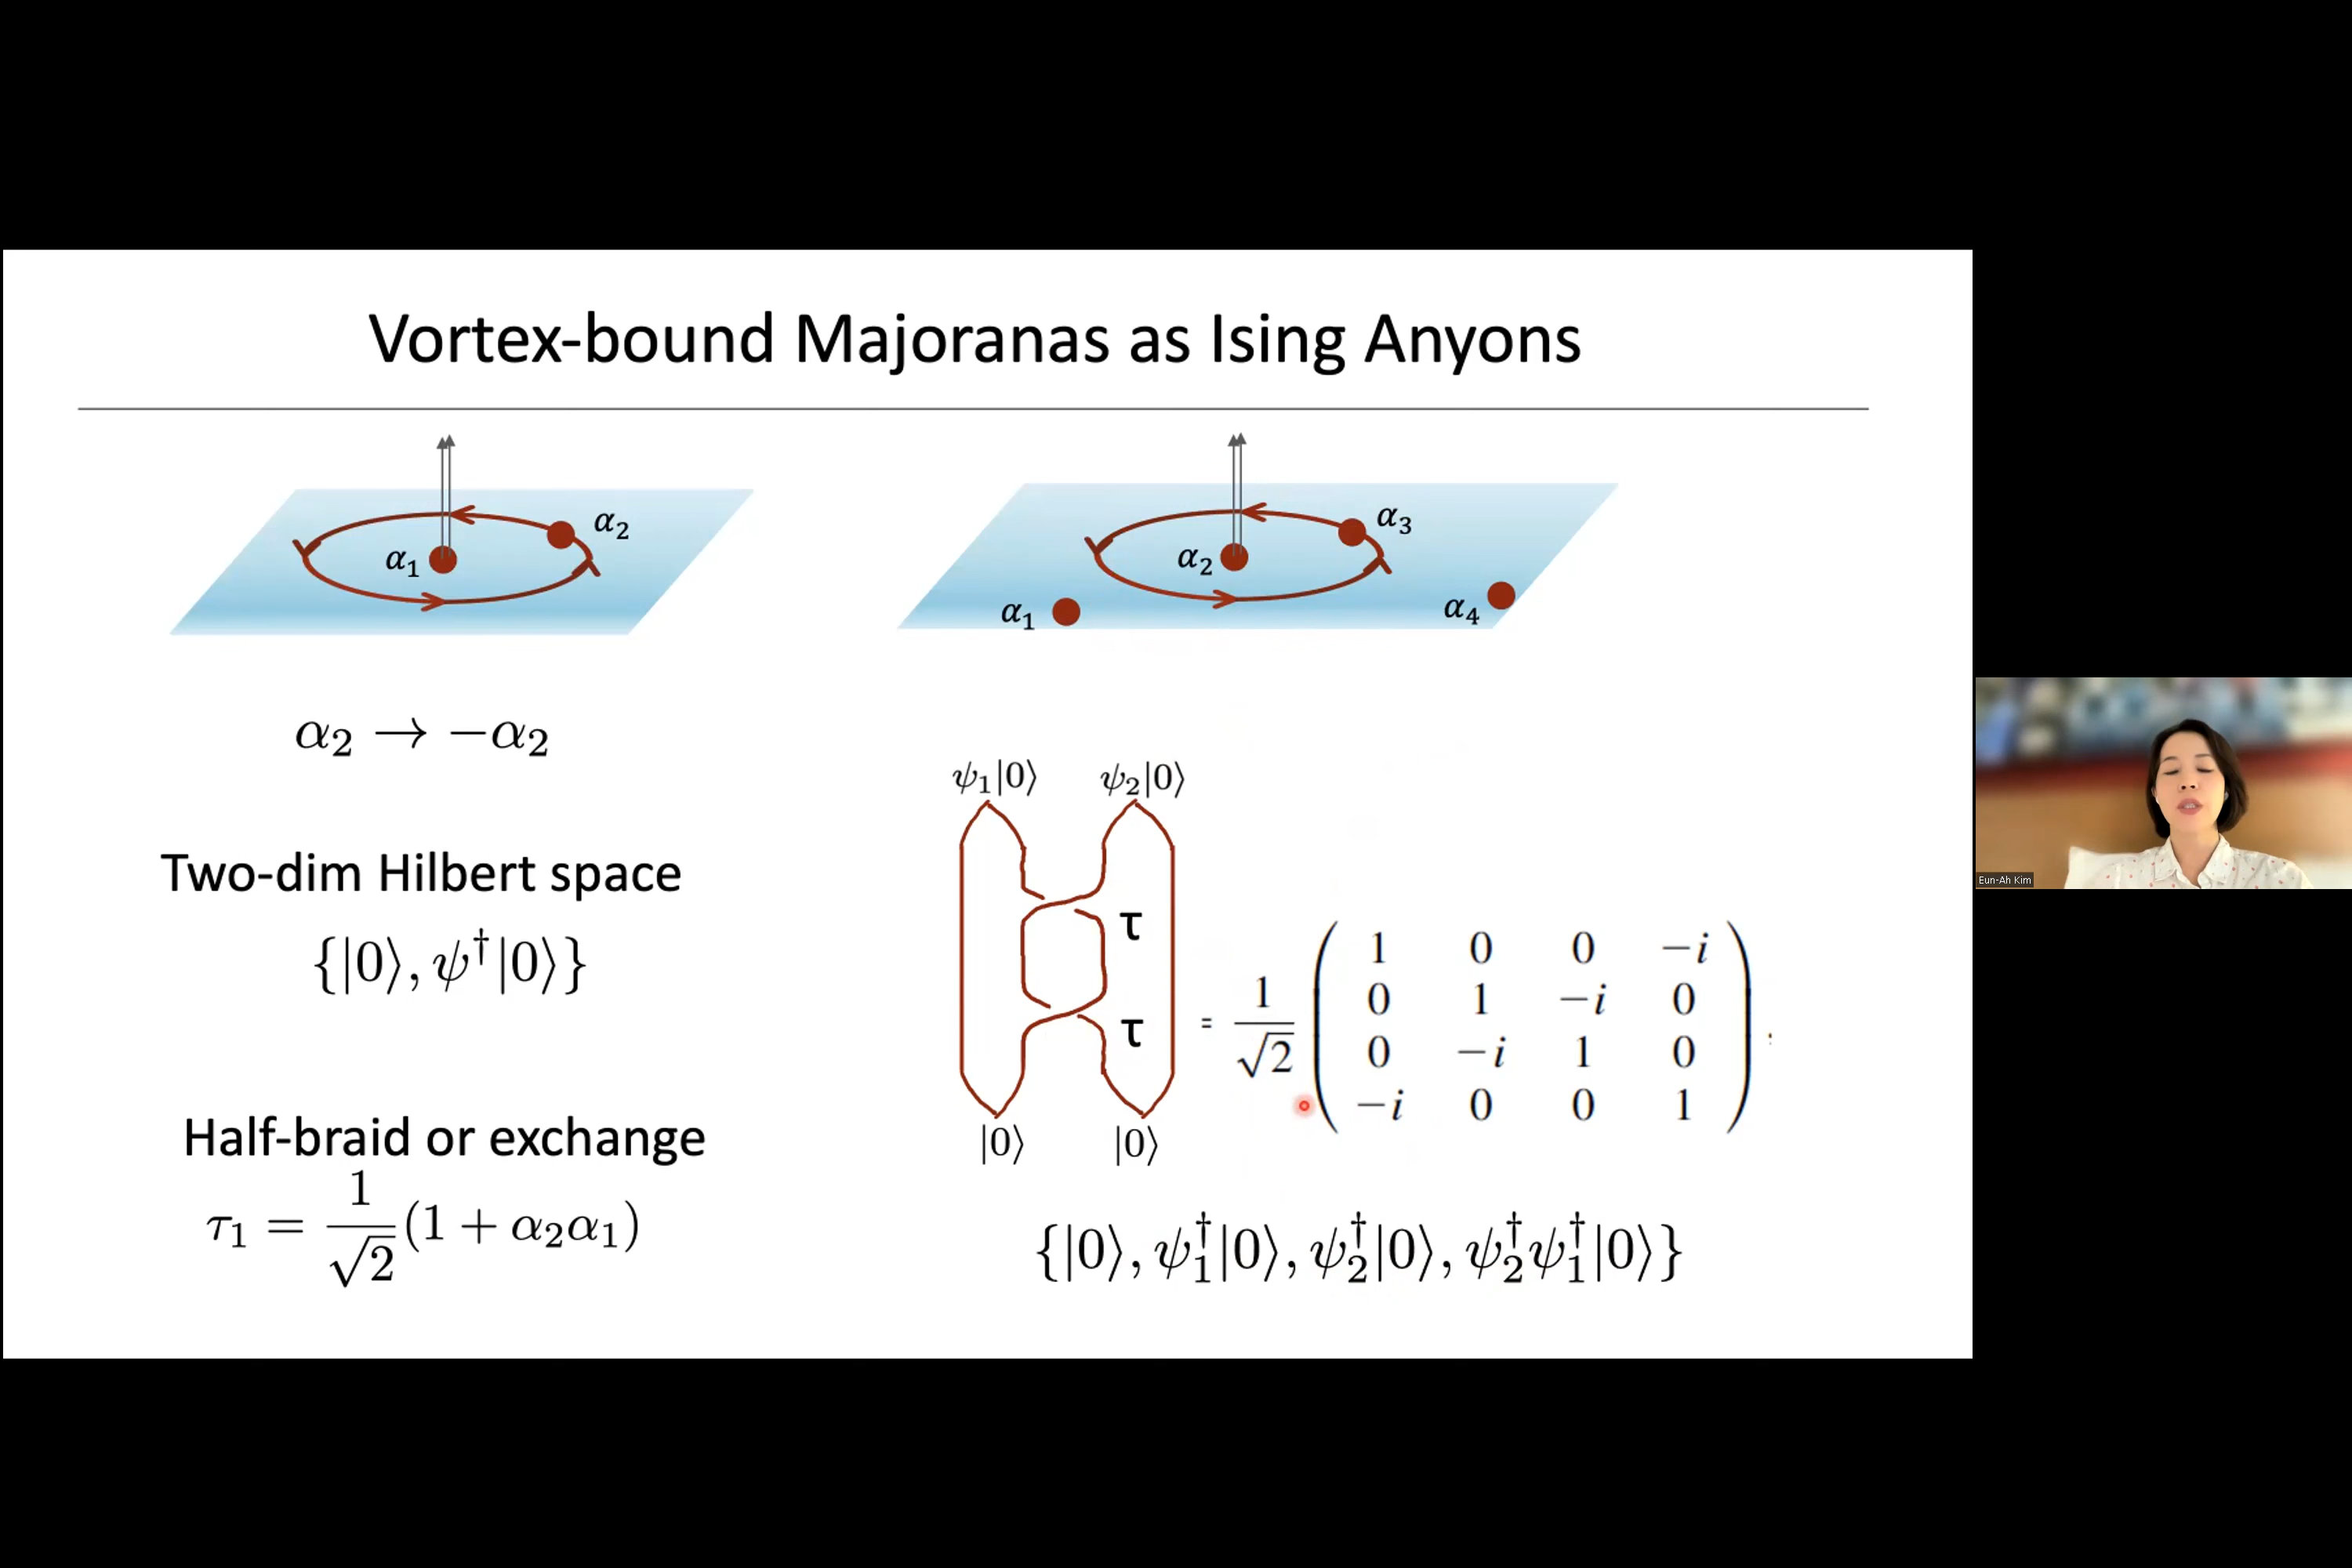 Vortex-bound Majoranas as Ising Anyons
α₁ α₂
α₁ α₂ α₃ α₄
α₂ → −α₂
Two-dim Hilbert space
{|0⟩, ψ†|0⟩}
Half-braid or exchange
τ₁ = 1/√2 (1 + α₂α₁)
ψ₁|0⟩ ψ₂|0⟩
τ
τ
|0⟩ |0⟩
= 1/√2
1 0 0 −i
0 1 −i 0
0 −i 1 0
−i 0 0 1
{|0⟩, ψ₁†|0⟩, ψ₂†|0⟩, ψ₂†ψ₁†|0⟩}
Eun-Ah Kim